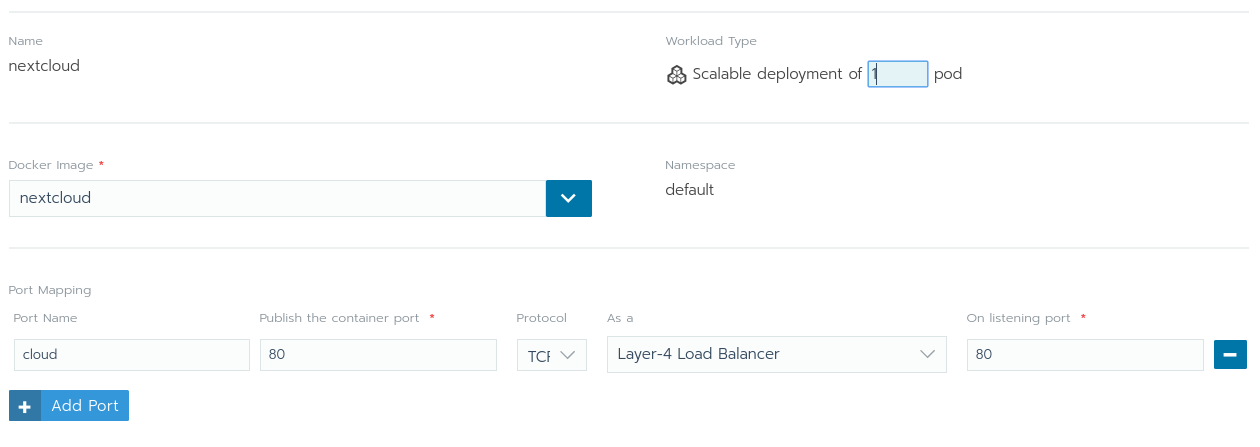 Name
Workload Type
nextcloud
Scalable deployment of 1 pod
Docker Image *
Namespace
nextcloud
default
Port Mapping
Port Name
Publish the container port *
Protocol
As a
On listening port *
cloud
80
TCP
Layer-4 Load Balancer
80
Add Port